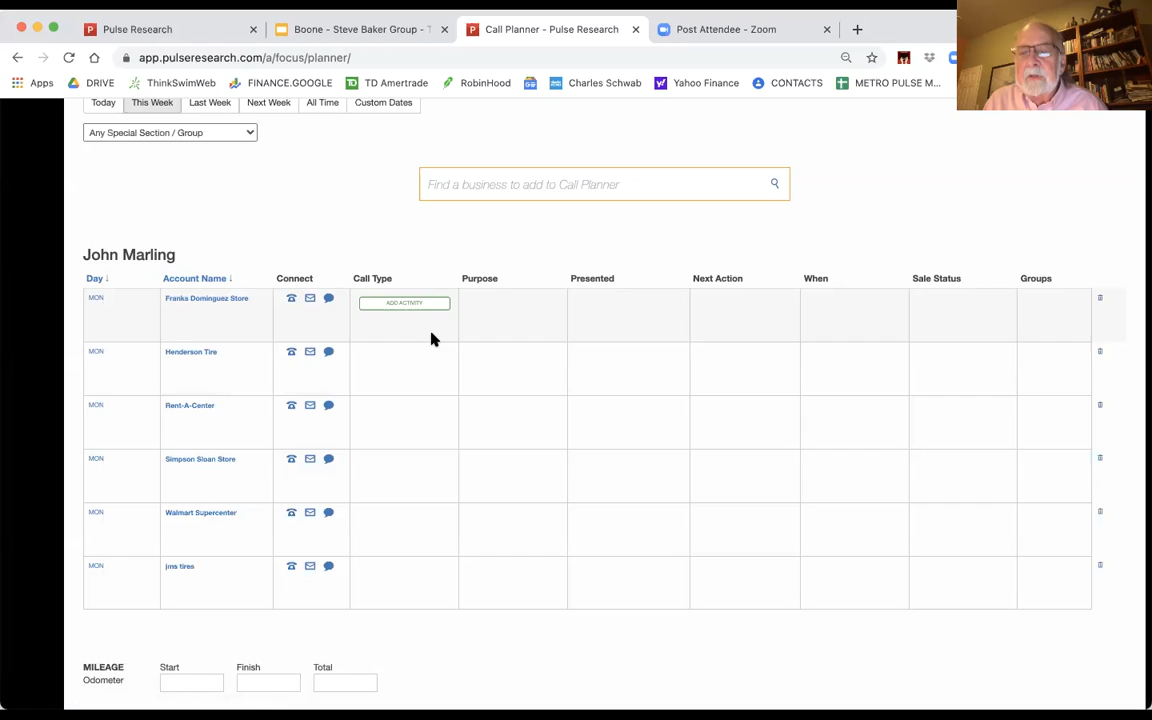 Pulse Research
Boone - Steve Baker Group - T
Call Planner - Pulse Research
Post Attendee - Zoom
app.pulseresearch.com/a/focus/planner/
Apps
DRIVE
ThinkSwimWeb
FINANCE.GOOGLE
TD Amertrade
RobinHood
Charles Schwab
Yahoo Finance
CONTACTS
METRO PULSE M...
Today
This Week
Last Week
Next Week
All Time
Custom Dates
Any Special Section / Group
Find a business to add to Call Planner
John Marling
Day ↓ Account Name ↓ Connect Call Type Purpose Presented Next Action When Sale Status Groups
MON Franks Dominguez Store ADD ACTIVITY
MON Henderson Tire
MON Rent-A-Center
MON Simpson Sloan Store
MON Walmart Supercenter
MON jms tires
MILEAGE Start Finish Total
Odometer